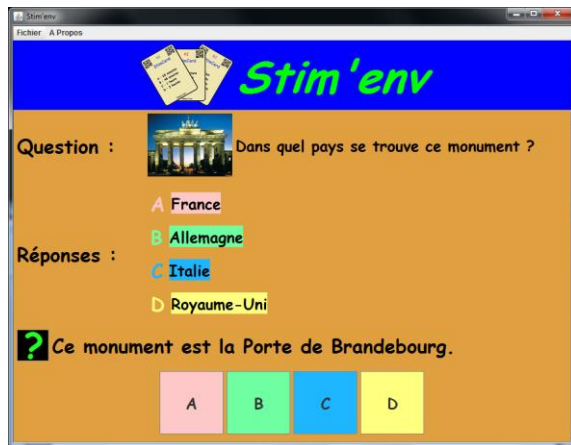 Stim'env
Fichier A Propos
Stim'env
Question : Dans quel pays se trouve ce monument ?
A France
B Allemagne
Réponses :
C Italie
D Royaume-Uni
? Ce monument est la Porte de Brandebourg.
A B C D